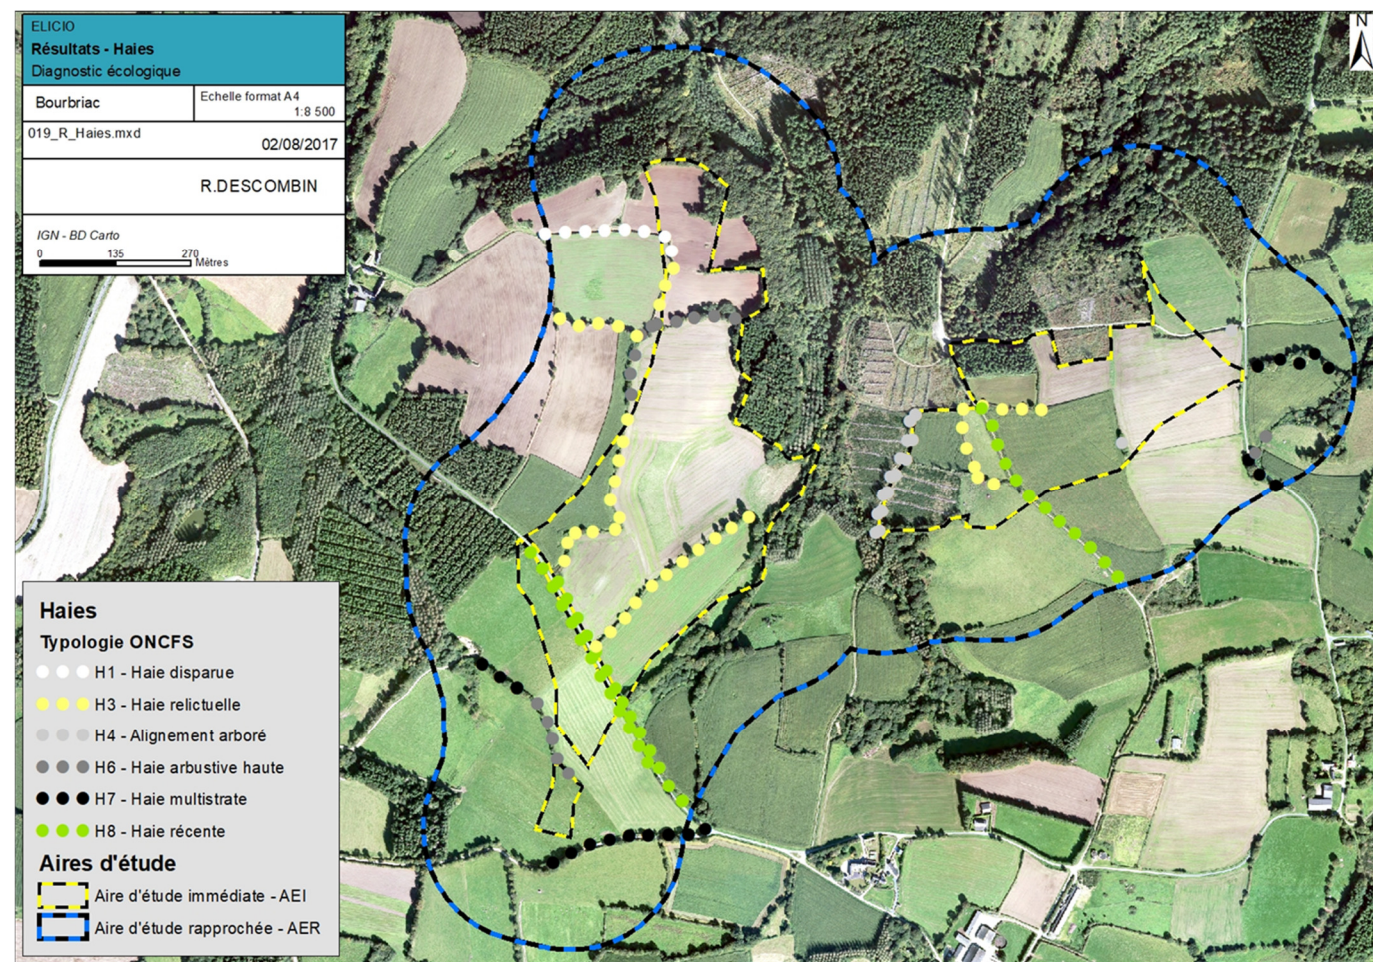 ELICIO
Résultats - Haies
Diagnostic écologique
Bourbriac
Echelle format A4
1:8 500
019_R_Haies.mxd
02/08/2017
R.DESCOMBIN
IGN - BD Carto
0 135 270
Mètres
N
Haies
Typologie ONCFS
H1 - Haie disparue
H3 - Haie relictuelle
H4 - Alignement arboré
H6 - Haie arbustive haute
H7 - Haie multistrate
H8 - Haie récente
Aires d'étude
Aire d'étude immédiate - AEI
Aire d'étude rapprochée - AER